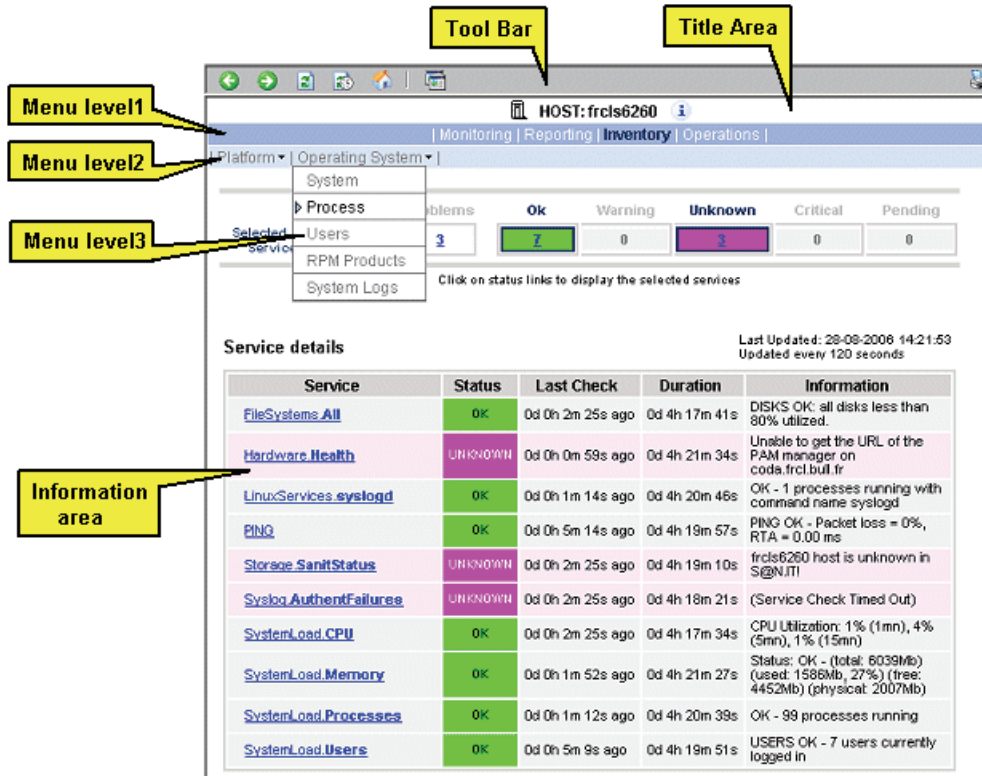 Tool Bar
Title Area
Menu level1
HOST: frcls6260
| Monitoring | Reporting | Inventory | Operations |
Menu level2
| Platform | Operating System |
System
Process
Users
RPM Products
System Logs
Menu level3
Selected
Ok
Warning
Unknown
Critical
Pending
3
7
0
3
0
0
Click on status links to display the selected services
Service details
Last Updated: 28-08-2006 14:21:53
Updated every 120 seconds
Service Status Last Check Duration Information
FileSystems.All OK 0d 0h 2m 25s ago 0d 4h 17m 41s DISKS OK: all disks less than
80% utilized.
Hardware.Health UNKNOWN 0d 0h 0m 59s ago 0d 4h 21m 34s Unable to get the URL of the
PAM manager on
coda.frcl.bull.fr
Information
area
LinuxServices.syslogd OK 0d 0h 1m 14s ago 0d 4h 20m 46s OK - 1 processes running with
command name syslogd
PING OK 0d 0h 5m 14s ago 0d 4h 19m 57s PING OK - Packet loss = 0%,
RTA = 0.00 ms
Storage.SanitStatus UNKNOWN 0d 0h 2m 25s ago 0d 4h 19m 10s frcls6260 host is unknown in
S@N.IT!
Syslog.AuthentFailures UNKNOWN 0d 0h 2m 25s ago 0d 4h 18m 21s (Service Check Timed Out)
SystemLoad.CPU OK 0d 0h 2m 25s ago 0d 4h 17m 34s CPU Utilization: 1% (1mn), 4%
(5mn), 1% (15mn)
SystemLoad.Memory OK 0d 0h 1m 52s ago 0d 4h 21m 27s Status: OK - (total: 6039Mb)
(used: 1586Mb, 27%) (free:
4452Mb) (physical: 2007Mb)
SystemLoad.Processes OK 0d 0h 1m 12s ago 0d 4h 20m 39s OK - 99 processes running
SystemLoad.Users OK 0d 0h 5m 9s ago 0d 4h 19m 51s USERS OK - 7 users currently
logged in